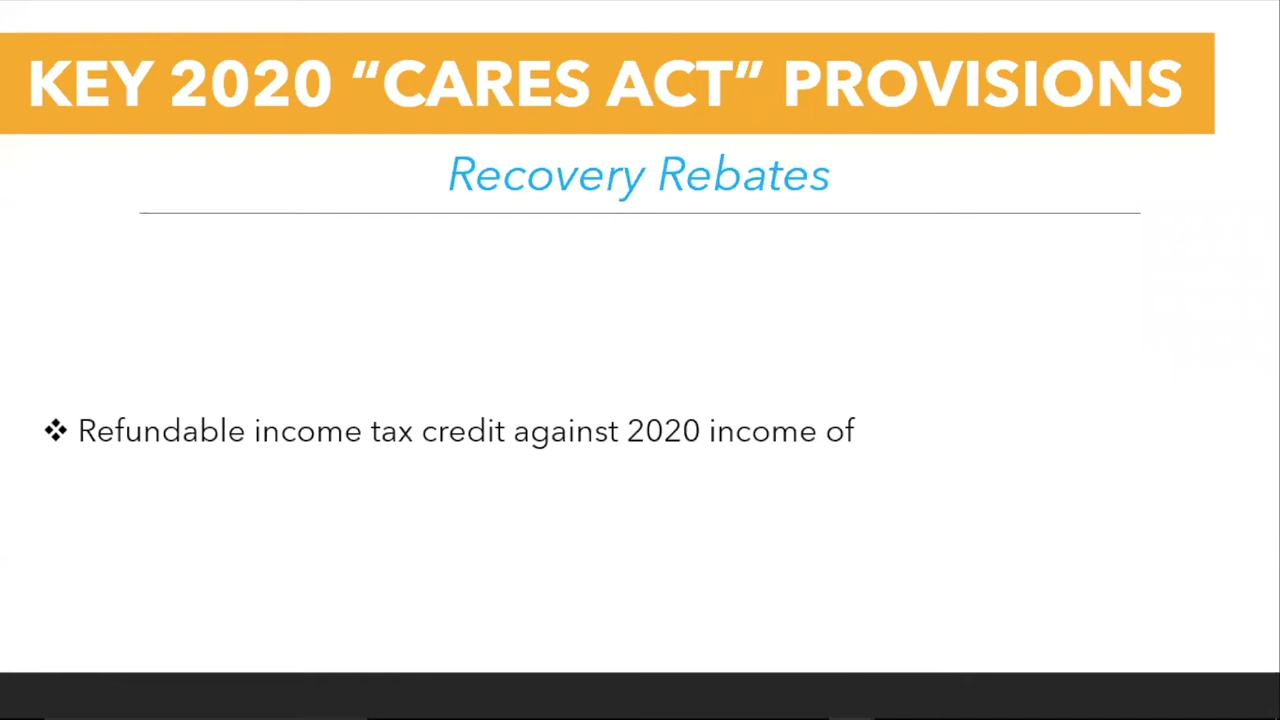 KEY 2020 “CARES ACT” PROVISIONS
Recovery Rebates
❖ Refundable income tax credit against 2020 income of